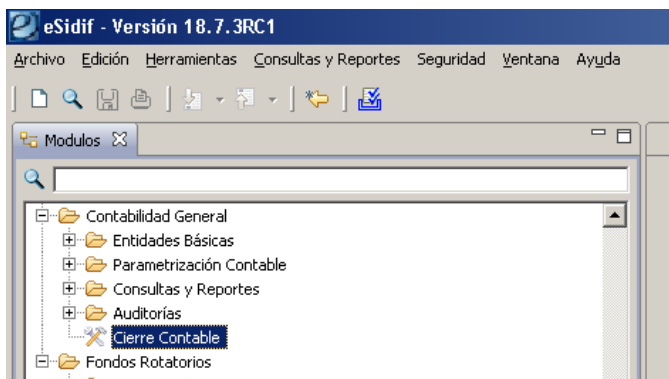 eSidif - Versión 18.7.3RC1
Archivo Edición Herramientas Consultas y Reportes Seguridad Ventana Ayuda
Modulos
Contabilidad General
Entidades Básicas
Parametrización Contable
Consultas y Reportes
Auditorías
Cierre Contable
Fondos Rotatorios